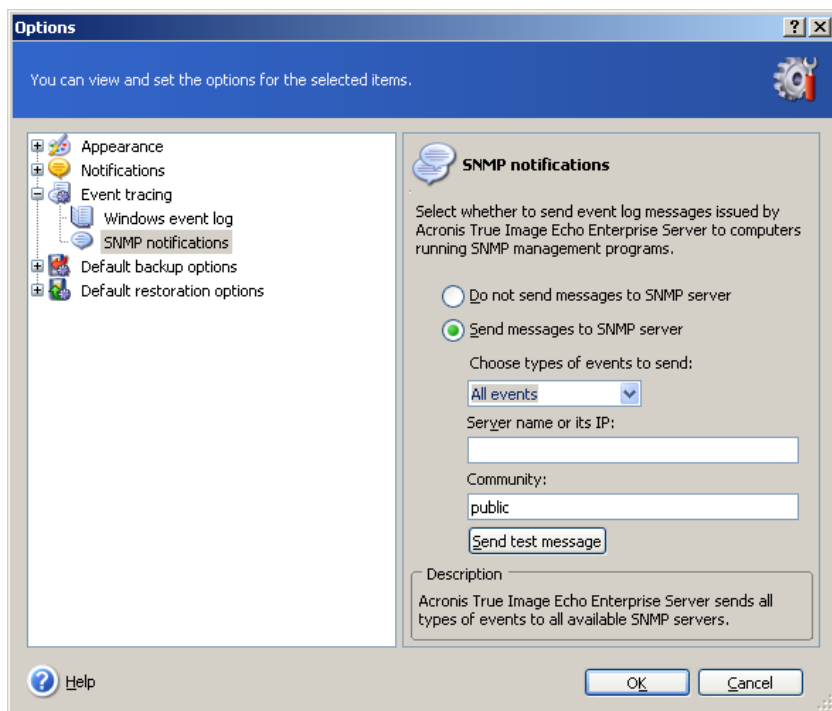 Options
You can view and set the options for the selected items.
Appearance
Notifications
Event tracing
Windows event log
SNMP notifications
Default backup options
Default restoration options
SNMP notifications
Select whether to send event log messages issued by
Acronis True Image Echo Enterprise Server to computers
running SNMP management programs.
Do not send messages to SNMP server
Send messages to SNMP server
Choose types of events to send:
All events
Server name or its IP:
Community:
public
Send test message
Description
Acronis True Image Echo Enterprise Server sends all
types of events to all available SNMP servers.
Help
OK
Cancel